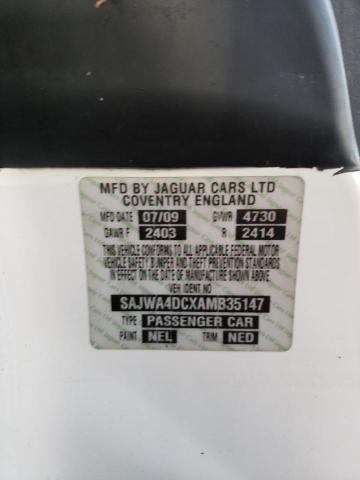 MFD BY JAGUAR CARS LTD
COVENTRY ENGLAND
MFG DATE 07/09 GVWR 4730
GAWR F 2403 R 2414
THIS VEHICLE CONFORMS TO ALL APPLICABLE FEDERAL MOTOR
VEHICLE SAFETY BUMPER AND THEFT PREVENTION STANDARDS
IN EFFECT ON THE DATE OF MANUFACTURE SHOWN ABOVE
VEH IDENT NO
SAJWA4DCXAMB35147
TYPE PASSENGER CAR
PAINT NEL TRIM NED